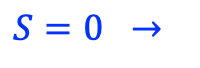 S = 0 →